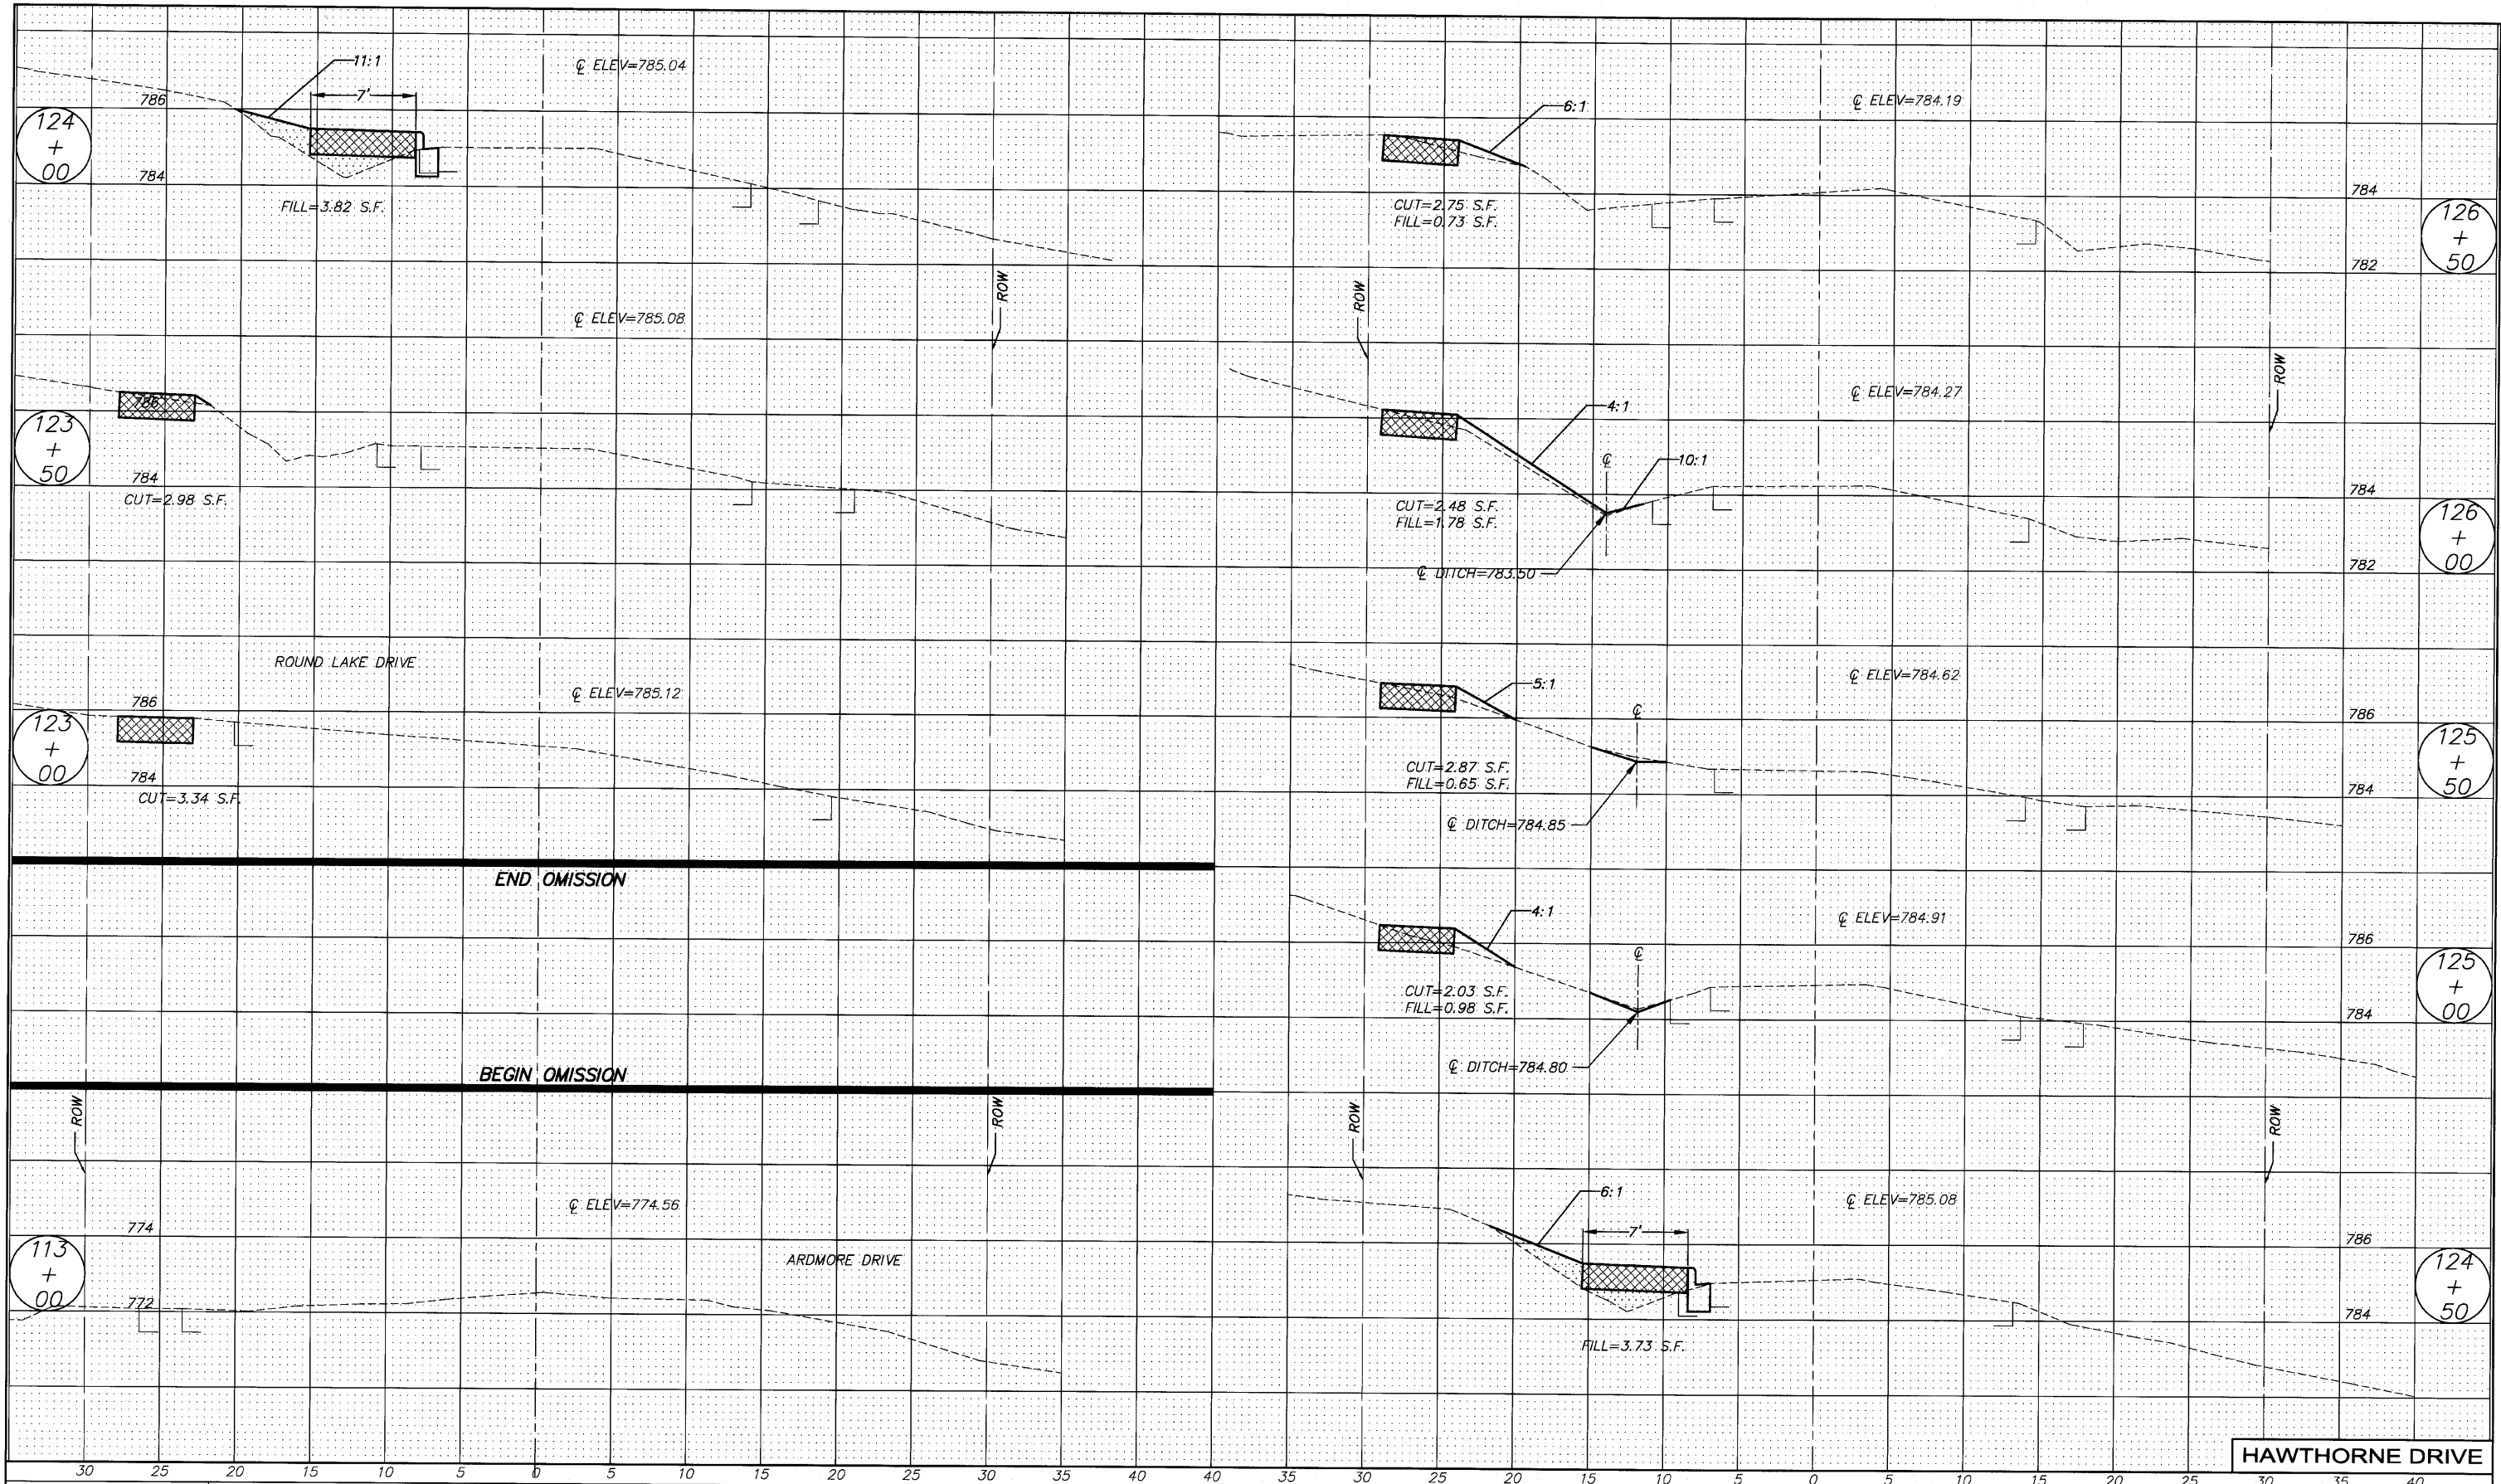 11:1
7'
℄ ELEV=785.04
786
124
+
00
784
FILL=3.82 S.F.
ROW
℄ ELEV=785.08
786
123
+
50
784
CUT=2.98 S.F.
ROUND LAKE DRIVE
℄ ELEV=785.12
786
123
+
00
784
CUT=3.34 S.F.
END OMISSION
BEGIN OMISSION
ROW
ROW
℄ ELEV=774.56
774
ARDMORE DRIVE
113
+
00
772
30 25 20 15 10 5 0 5 10 15 20 25 30 35 40
6:1
℄ ELEV=784.19
784
CUT=2.75 S.F.
FILL=0.73 S.F.
126
+
50
782
ROW
ROW
℄ ELEV=784.27
4:1
℄
10:1
784
CUT=2.48 S.F.
FILL=1.78 S.F.
126
+
00
℄ DITCH=783.50
782
5:1
℄ ELEV=784.62
℄
786
125
+
50
CUT=2.87 S.F.
FILL=0.65 S.F.
784
℄ DITCH=784.85
4:1
℄ ELEV=784.91
℄
786
125
+
00
CUT=2.03 S.F.
FILL=0.98 S.F.
784
℄ DITCH=784.80
ROW
ROW
6:1
℄ ELEV=785.08
7'
786
124
+
50
784
FILL=3.73 S.F.
HAWTHORNE DRIVE
40 35 30 25 20 15 10 5 0 5 10 15 20 25 30 35 40